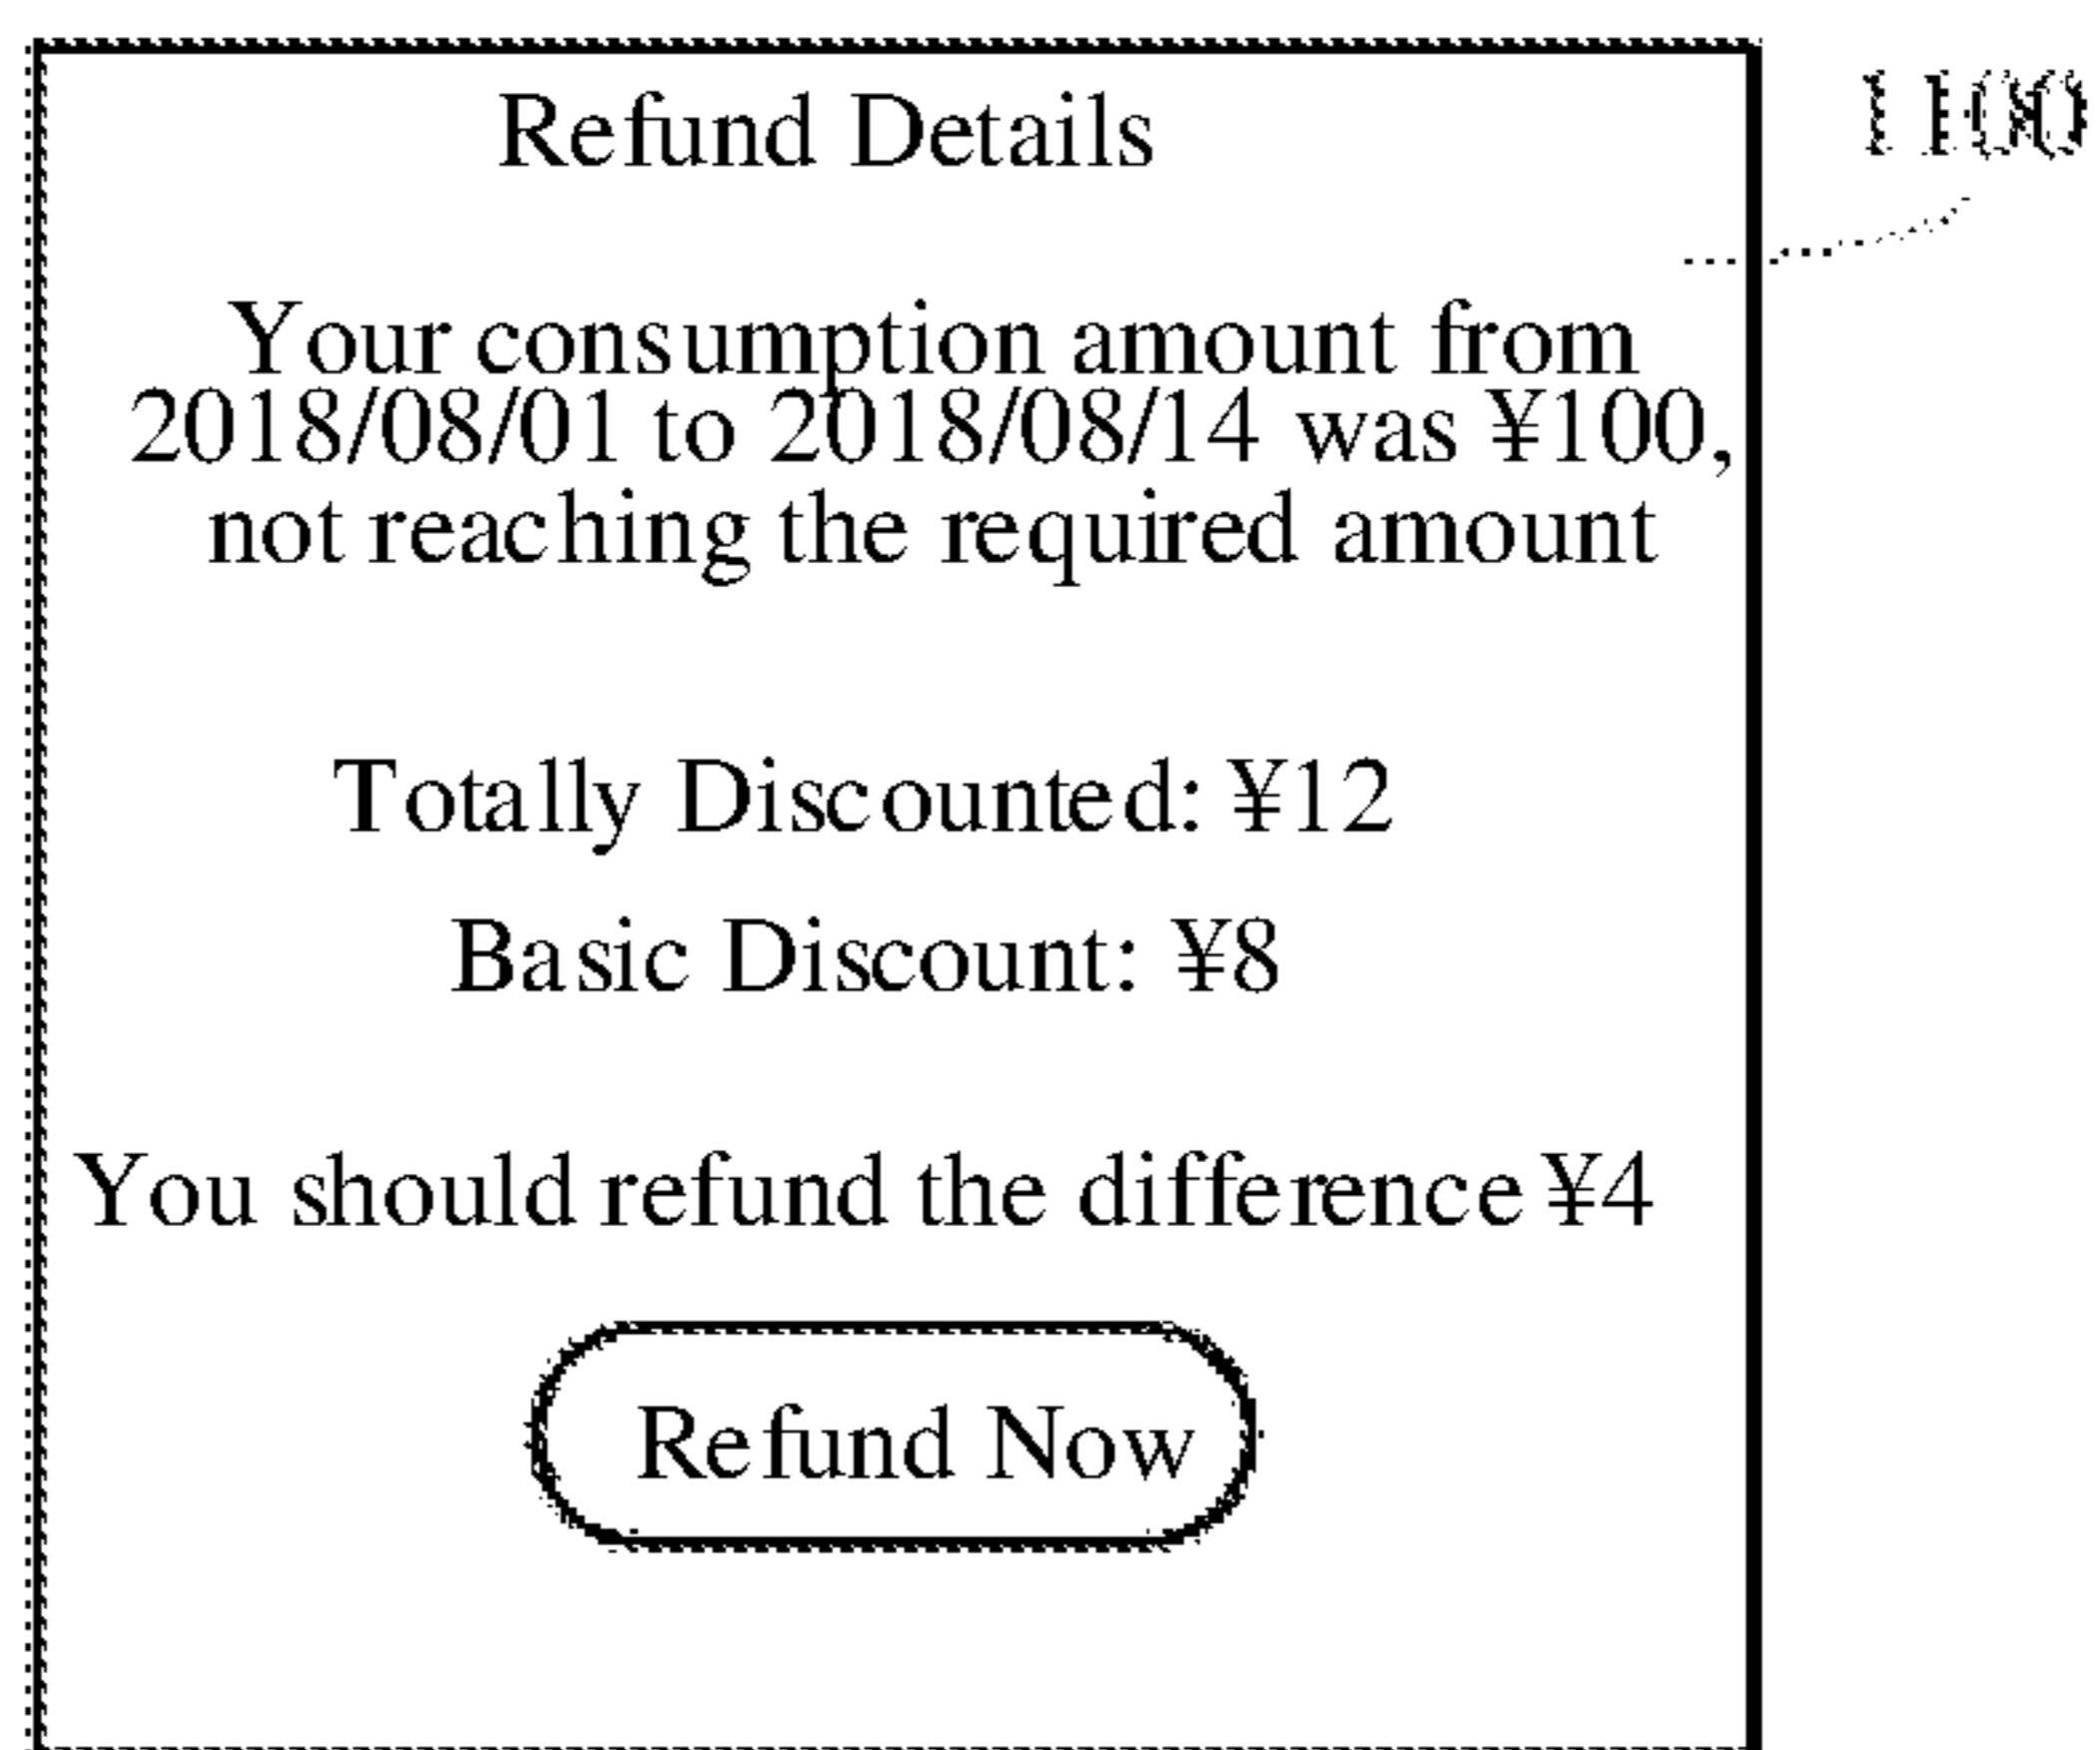 Refund Details
1100
Your consumption amount from
2018/08/01 to 2018/08/14 was ¥100,
not reaching the required amount
Totally Discounted: ¥12
Basic Discount: ¥8
You should refund the difference ¥4
Refund Now